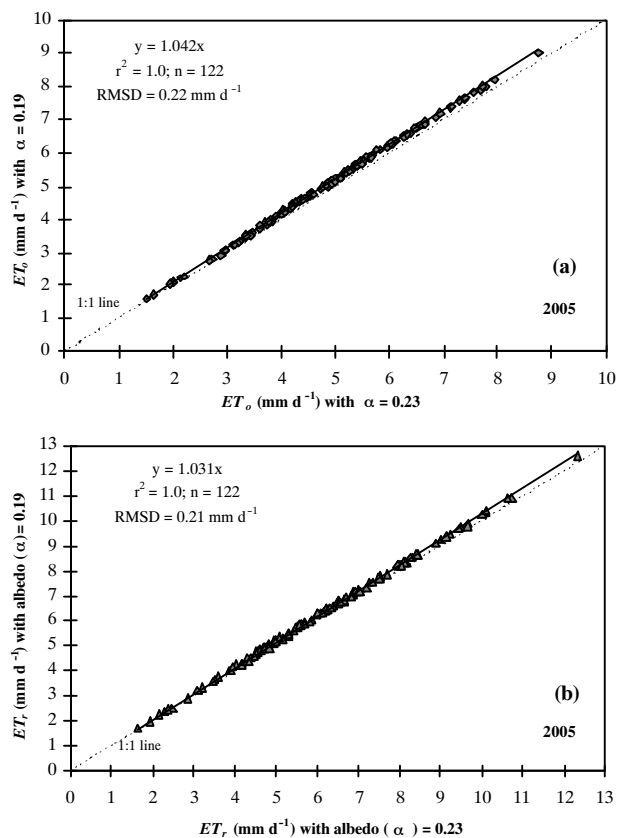 10
9
8
7
6
5
4
3
2
1
0
ET_o (mm d⁻¹) with α = 0.19
y = 1.042x
r² = 1.0; n = 122
RMSD = 0.22 mm d⁻¹
1:1 line
(a)
2005
0 1 2 3 4 5 6 7 8 9 10
ET_o (mm d⁻¹) with α = 0.23
13
12
11
10
9
8
7
6
5
4
3
2
1
0
ET_r (mm d⁻¹) with albedo (α) = 0.19
y = 1.031x
r² = 1.0; n = 122
RMSD = 0.21 mm d⁻¹
1:1 line
(b)
2005
0 1 2 3 4 5 6 7 8 9 10 11 12 13
ET_r (mm d⁻¹) with albedo (α) = 0.23